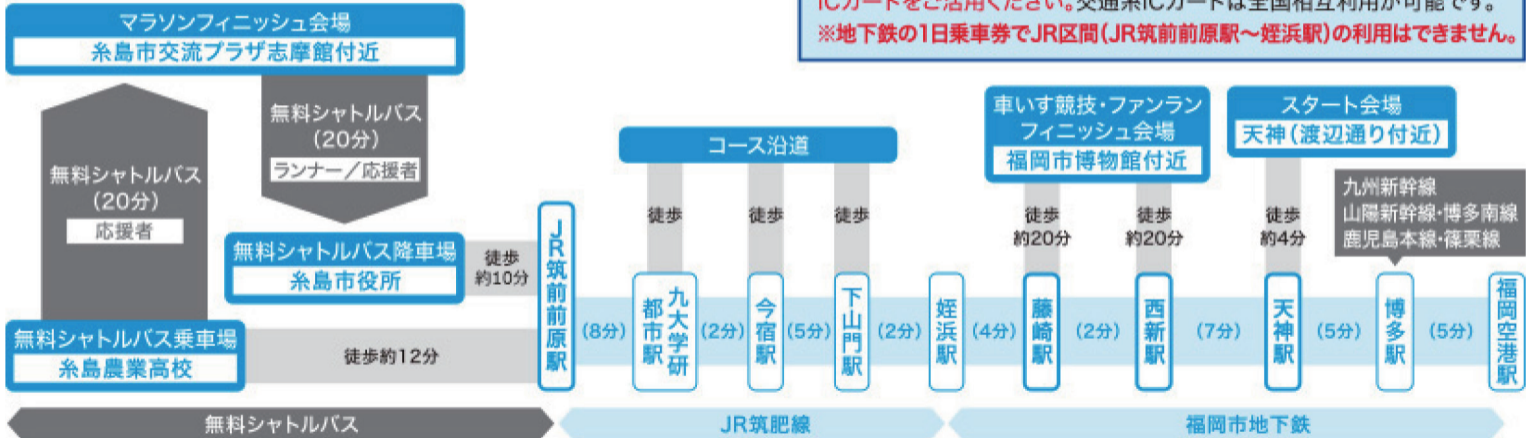 ICカードをご活用ください。交通系ICカードは全国相互利用が可能です。
※地下鉄の1日乗車券でJR区間(JR筑前前原駅～姪浜駅)の利用はできません。
マラソンフィニッシュ会場
糸島市交流プラザ志摩館付近
無料シャトルバス
(20分)
応援者
無料シャトルバス
(20分)
ランナー／応援者
無料シャトルバス降車場
糸島市役所
徒歩
約10分
無料シャトルバス乗車場
糸島農業高校
徒歩約12分
コース沿道
徒歩
徒歩
徒歩
車いす競技・ファンラン
フィニッシュ会場
福岡市博物館付近
徒歩
約20分
徒歩
約20分
スタート会場
天神(渡辺通り付近)
徒歩
約4分
九州新幹線
山陽新幹線・博多南線
鹿児島本線・篠栗線
JR筑前前原駅
(8分)
九大学研
都市駅
(2分)
今宿駅
(5分)
下山門駅
(2分)
姪浜駅
(4分)
藤崎駅
(2分)
西新駅
(7分)
天神駅
(5分)
博多駅
(5分)
福岡空港駅
無料シャトルバス
JR筑肥線
福岡市地下鉄